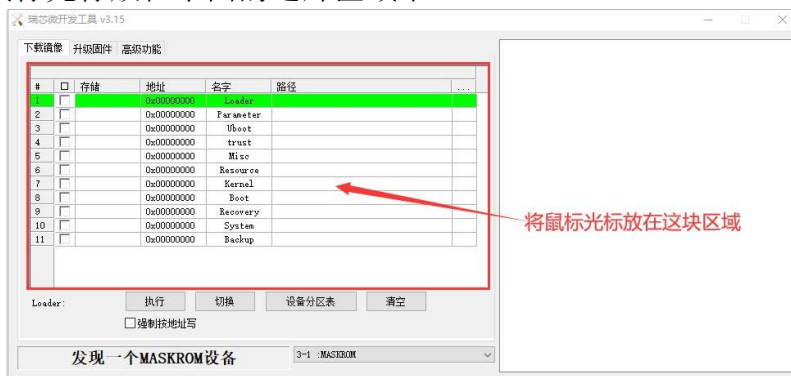 瑞芯微开发工具 v3.15
下载镜像 升级固件 高级功能
# 存储 地址 名字 路径 ...
1 0x00000000 Loader
2 0x00000000 Parameter
3 0x00000000 Uboot
4 0x00000000 trust
5 0x00000000 Misc
6 0x00000000 Resource
7 0x00000000 Kernel
8 0x00000000 Boot
9 0x00000000 Recovery
10 0x00000000 System
11 0x00000000 Backup
将鼠标光标放在这块区域
Loader: 执行 切换 设备分区表 清空
强制按地址写
发现一个MASKROM设备 3-1 :MASKROM